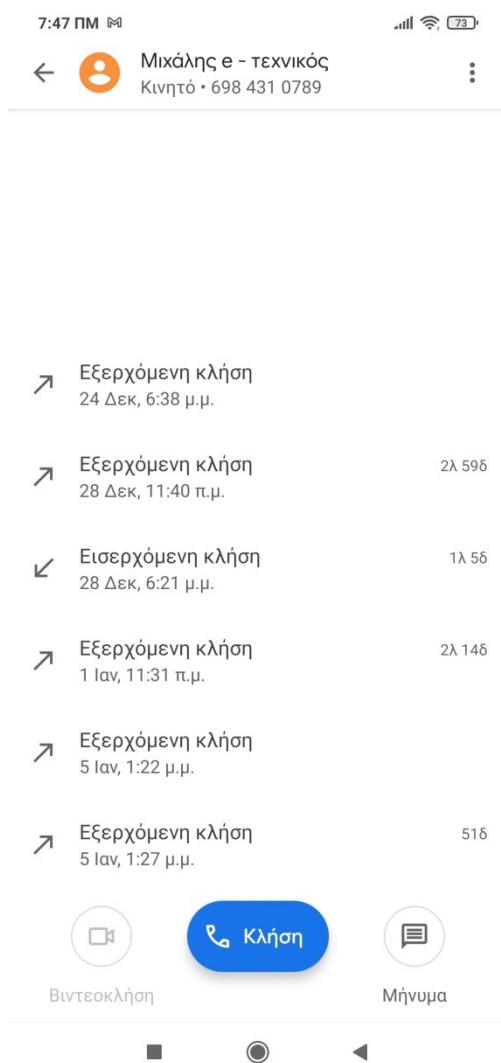 7:47 ΠΜ
73
Μιχάλης e - τεχνικός
Κινητό • 698 431 0789
Εξερχόμενη κλήση
24 Δεκ, 6:38 μ.μ.
Εξερχόμενη κλήση 2λ 59δ
28 Δεκ, 11:40 π.μ.
Εισερχόμενη κλήση 1λ 5δ
28 Δεκ, 6:21 μ.μ.
Εξερχόμενη κλήση 2λ 14δ
1 Ιαν, 11:31 π.μ.
Εξερχόμενη κλήση
5 Ιαν, 1:22 μ.μ.
Εξερχόμενη κλήση 51δ
5 Ιαν, 1:27 μ.μ.
Κλήση
Βιντεοκλήση Μήνυμα